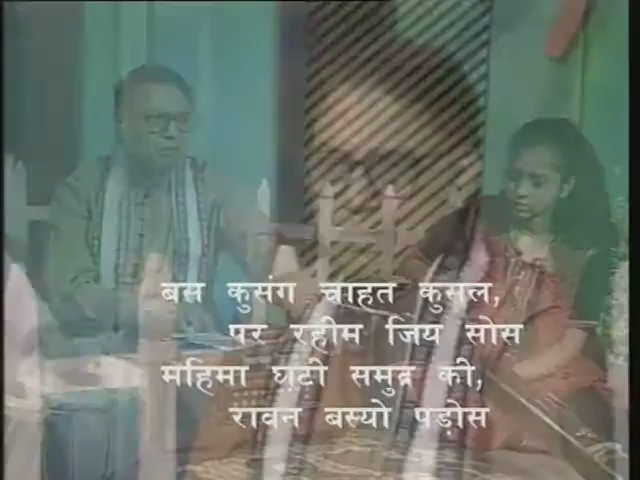 बस कुसंग चाहत कुसल,
पर रहीम जिय सोस
महिमा घटी समुद्र की,
रावन बस्यो पड़ोस